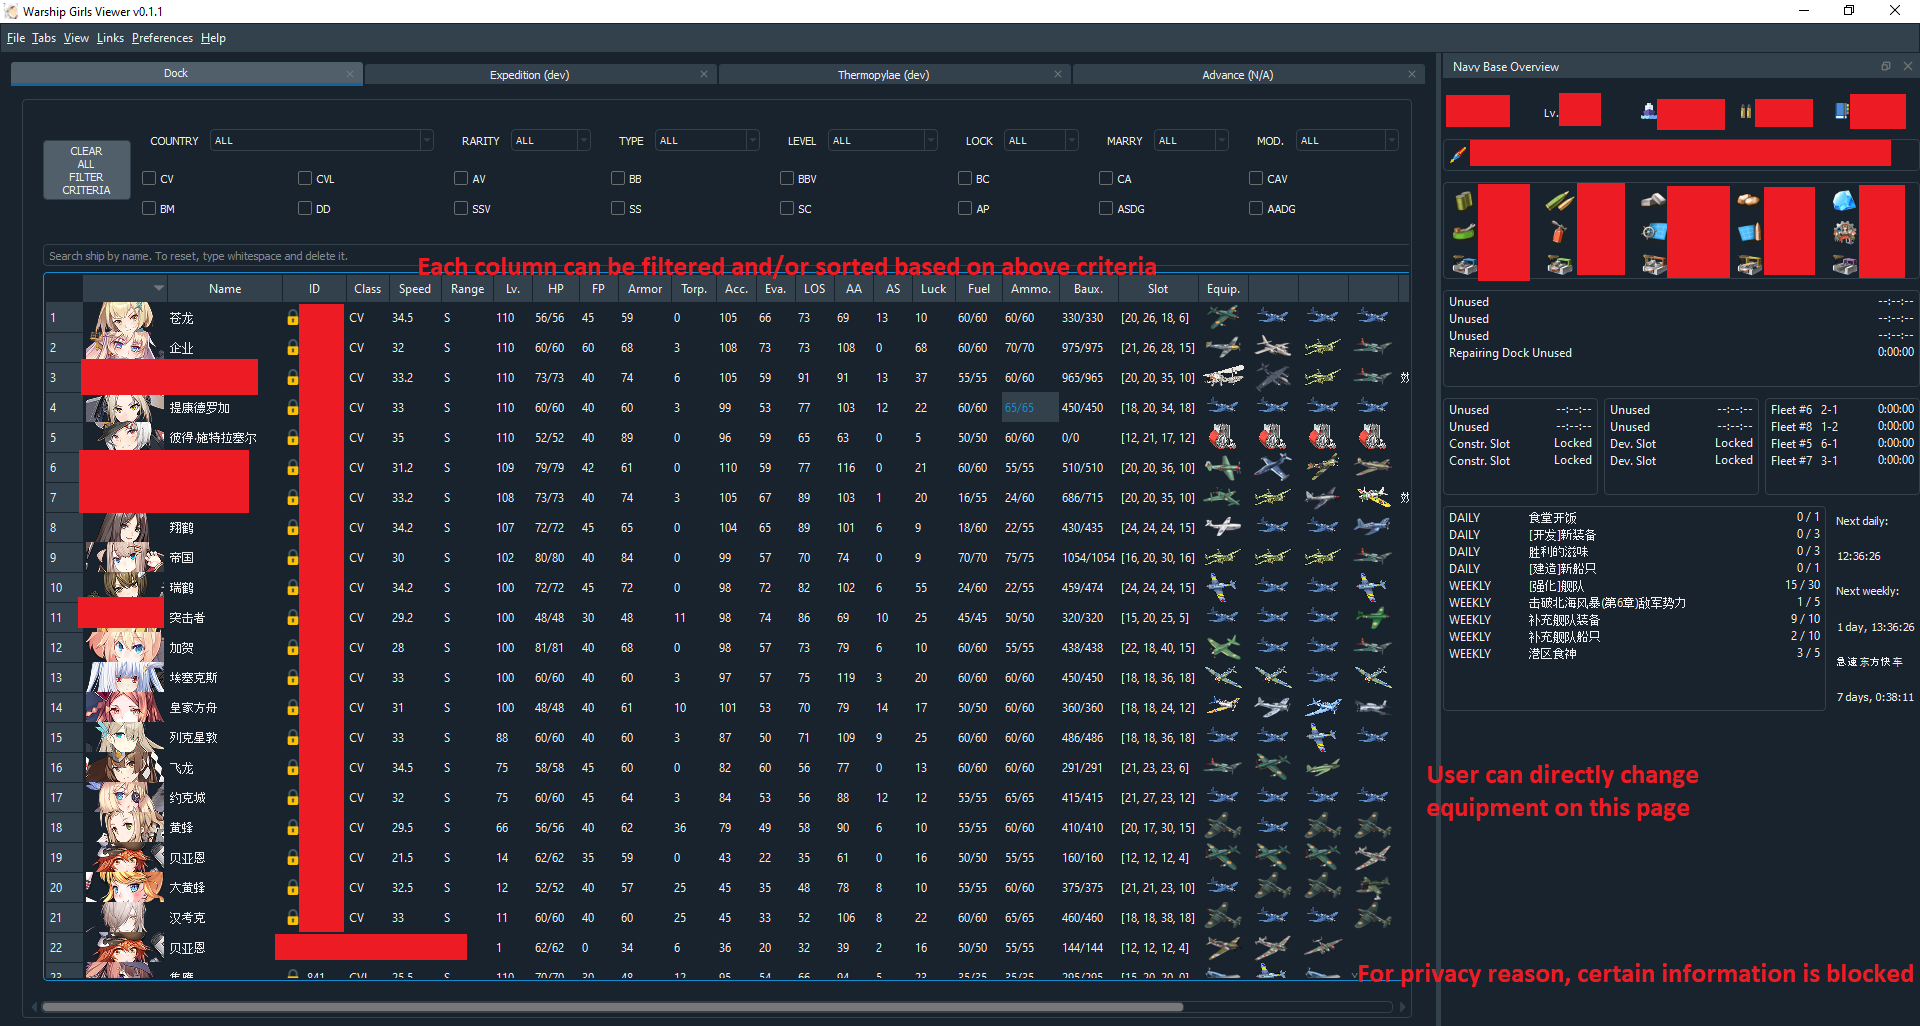 Warship Girls Viewer v0.1.1
File Tabs View Links Preferences Help
Dock
Expedition (dev)
Thermopylae (dev)
Advance (N/A)
CLEAR
ALL
FILTER
CRITERIA
COUNTRY ALL RARITY ALL TYPE ALL LEVEL ALL LOCK ALL MARRY ALL MOD. ALL
CV CVL AV BB BBV BC CA CAV
BM DD SSV SS SC AP ASDG AADG
Search ship by name. To reset, type whitespace and delete it.
Each column can be filtered and/or sorted based on above criteria
Name ID Class Speed Range Lv. HP FP Armor Torp. Acc. Eva. LOS AA AS Luck Fuel Ammo. Baux. Slot Equip.
1 苍龙 CV 34.5 S 110 56/56 45 59 0 105 66 73 69 13 10 60/60 60/60 330/330 [20, 26, 18, 6]
2 企业 CV 32 S 110 60/60 60 68 3 108 73 73 108 0 68 60/60 70/70 975/975 [21, 26, 28, 15]
3 CV 33.2 S 110 73/73 40 74 6 105 59 91 91 13 37 55/55 60/60 965/965 [20, 20, 35, 10]
4 提康德罗加 CV 33 S 110 60/60 40 60 3 99 53 77 103 12 22 60/60 65/65 450/450 [18, 20, 34, 18]
5 彼得·施特拉塞尔 CV 35 S 110 52/52 40 89 0 96 59 65 63 0 5 50/50 60/60 0/0 [12, 21, 17, 12]
6 CV 31.2 S 109 79/79 42 61 0 110 59 77 116 0 21 60/60 55/55 510/510 [20, 20, 36, 10]
7 CV 33.2 S 108 73/73 40 74 3 105 67 89 103 1 20 16/55 24/60 686/715 [20, 20, 35, 10]
8 翔鹤 CV 34.2 S 107 72/72 45 65 0 104 65 89 101 6 9 18/60 22/55 430/435 [24, 24, 24, 15]
9 帝国 CV 30 S 102 80/80 40 84 0 99 57 70 74 0 9 70/70 75/75 1054/1054 [16, 20, 30, 16]
10 瑞鹤 CV 34.2 S 100 72/72 45 72 0 98 72 82 102 6 55 24/60 22/55 459/474 [24, 24, 24, 15]
11 突击者 CV 29.2 S 100 48/48 30 48 11 98 74 86 69 10 25 45/45 50/50 320/320 [15, 20, 25, 5]
12 加贺 CV 28 S 100 81/81 40 68 0 98 57 73 79 6 10 60/60 55/55 438/438 [22, 18, 40, 15]
13 埃塞克斯 CV 33 S 100 60/60 40 60 3 97 57 75 119 3 20 60/60 60/60 450/450 [18, 18, 36, 18]
14 皇家方舟 CV 31 S 100 48/48 40 61 10 101 53 70 79 14 17 50/50 60/60 360/360 [18, 18, 24, 12]
15 列克星敦 CV 33 S 88 60/60 40 60 3 87 50 71 109 9 25 60/60 60/60 486/486 [18, 18, 36, 18]
16 飞龙 CV 34.5 S 75 58/58 45 60 0 82 60 56 77 0 13 60/60 60/60 291/291 [21, 23, 23, 6]
17 约克城 CV 32 S 75 60/60 45 64 3 84 53 56 88 12 12 55/55 65/65 415/415 [21, 27, 23, 12]
18 黄蜂 CV 29.5 S 66 56/56 40 62 36 79 49 58 90 6 10 55/55 60/60 410/410 [20, 17, 30, 15]
19 贝亚恩 CV 21.5 S 14 62/62 35 59 0 43 22 35 61 0 16 50/50 55/55 160/160 [12, 12, 12, 4]
20 大黄蜂 CV 32.5 S 12 52/52 40 57 25 45 35 48 78 8 10 55/55 60/60 375/375 [21, 21, 23, 10]
21 汉考克 CV 33 S 11 60/60 40 60 25 45 33 52 106 8 22 60/60 65/65 460/460 [18, 18, 38, 18]
22 贝亚恩 1 62/62 0 34 6 36 20 32 39 2 16 50/50 55/55 144/144 [12, 12, 12, 4]
Navy Base Overview
Lv.
Unused --:--:--
Unused --:--:--
Unused --:--:--
Repairing Dock Unused 0:00:00
Unused --:--:-- Unused --:--:-- Fleet #6 2-1 0:00:00
Unused --:--:-- Unused --:--:-- Fleet #8 1-2 0:00:00
Constr. Slot Locked Dev. Slot Locked Fleet #5 6-1 0:00:00
Constr. Slot Locked Dev. Slot Locked Fleet #7 3-1 0:00:00
DAILY 食堂开饭 0 / 1
DAILY [开发]新装备 0 / 3
DAILY 胜利的滋味 0 / 3
DAILY [建造]新船只 0 / 1
WEEKLY [强化]舰队 15 / 30
WEEKLY 击破北海风暴(第6章)敌军势力 1 / 5
WEEKLY 补充舰队装备 9 / 10
WEEKLY 补充舰队船只 2 / 10
WEEKLY 港区食神 3 / 5
Next daily:
12:36:26
Next weekly:
1 day, 13:36:26
急速东方快车
7 days, 0:38:11
User can directly change
equipment on this page
For privacy reason, certain information is blocked